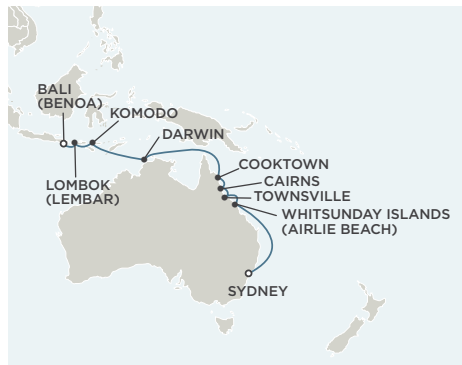 BALI
(BENOA)
KOMODO
DARWIN
LOMBOK
(LEMBAR)
COOKTOWN
CAIRNS
TOWNSVILLE
WHITSUNDAY ISLANDS
(AIRLIE BEACH)
SYDNEY